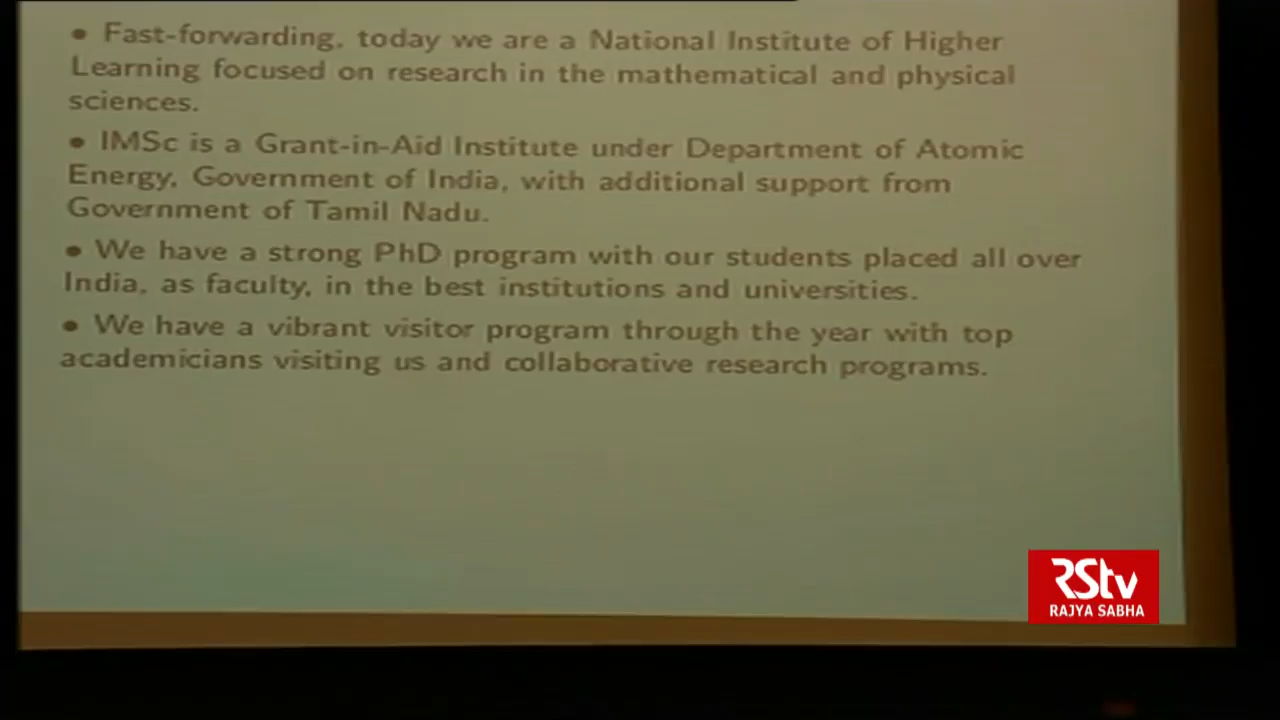 • Fast-forwarding, today we are a National Institute of Higher
Learning focused on research in the mathematical and physical
sciences.
• IMSc is a Grant-in-Aid Institute under Department of Atomic
Energy, Government of India, with additional support from
Government of Tamil Nadu.
• We have a strong PhD program with our students placed all over
India, as faculty, in the best institutions and universities.
• We have a vibrant visitor program through the year with top
academicians visiting us and collaborative research programs.
RStv
RAJYA SABHA